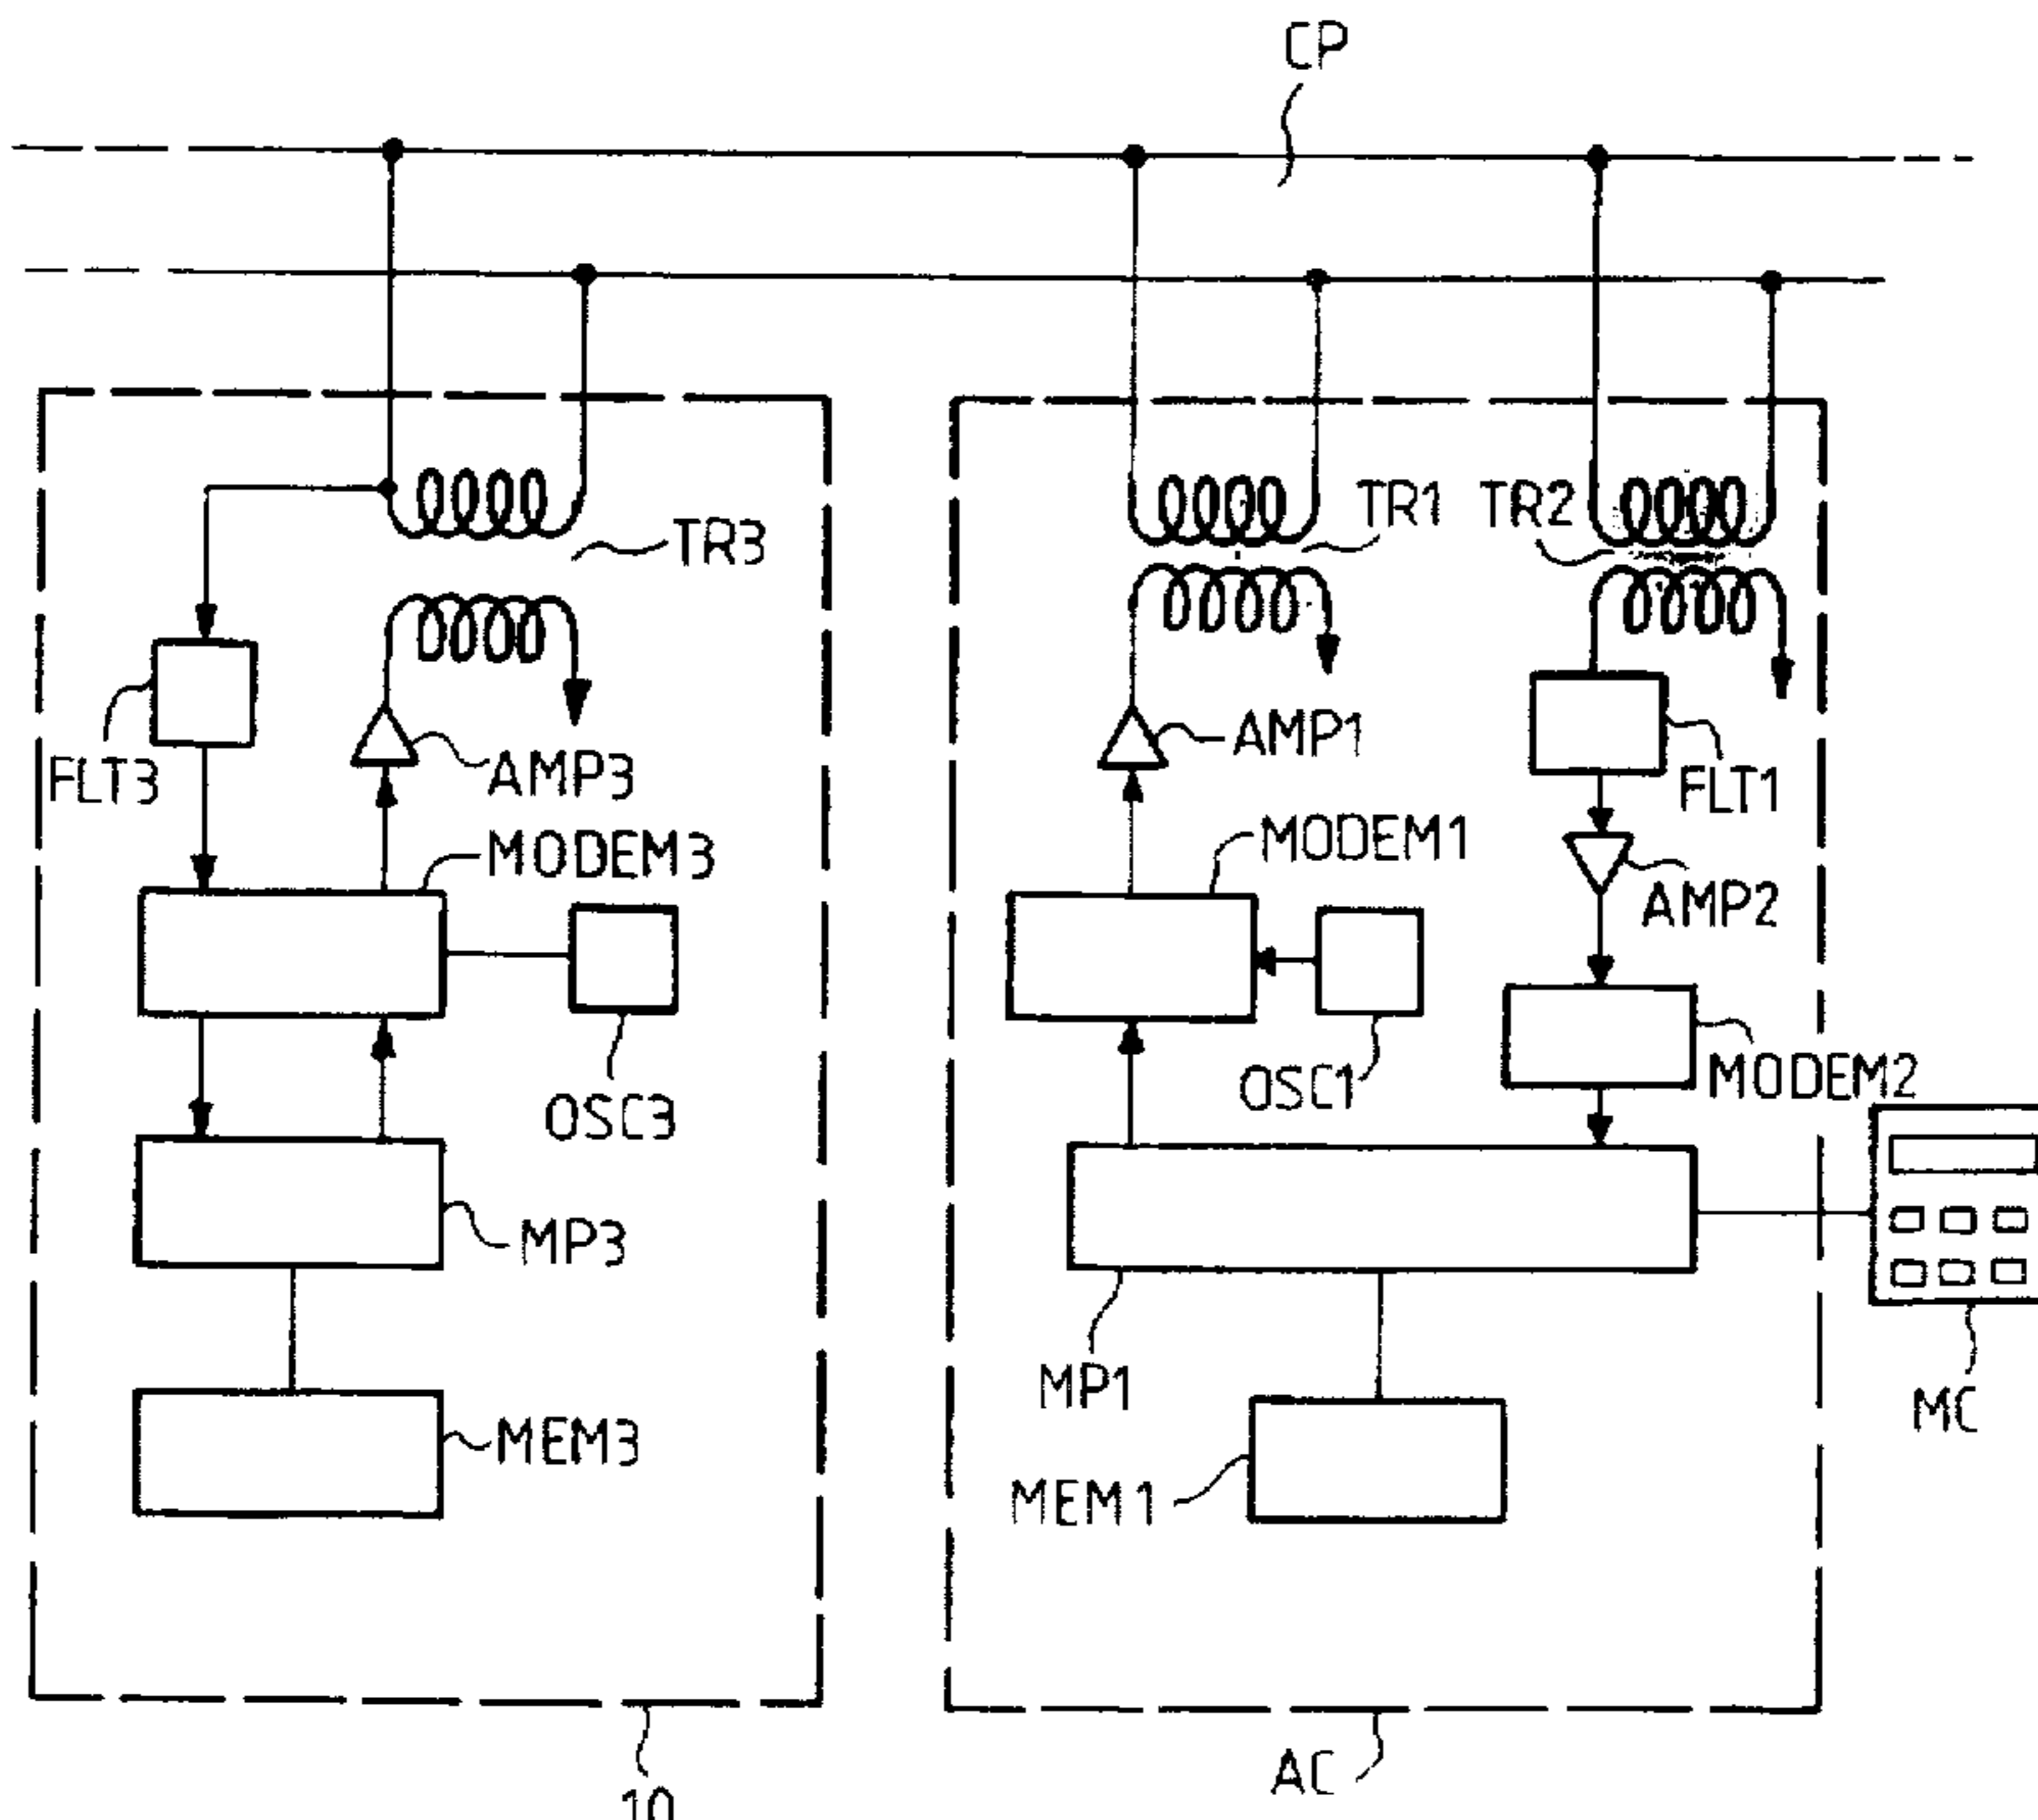 CP
TR3
TR1
TR2
FLT3
AMP3
AMP1
FLT1
MODEM3
MODEM1
AMP2
OSC3
OSC1
MODEM2
MP3
MP1
MC
MEM3
MEM1
10
AC